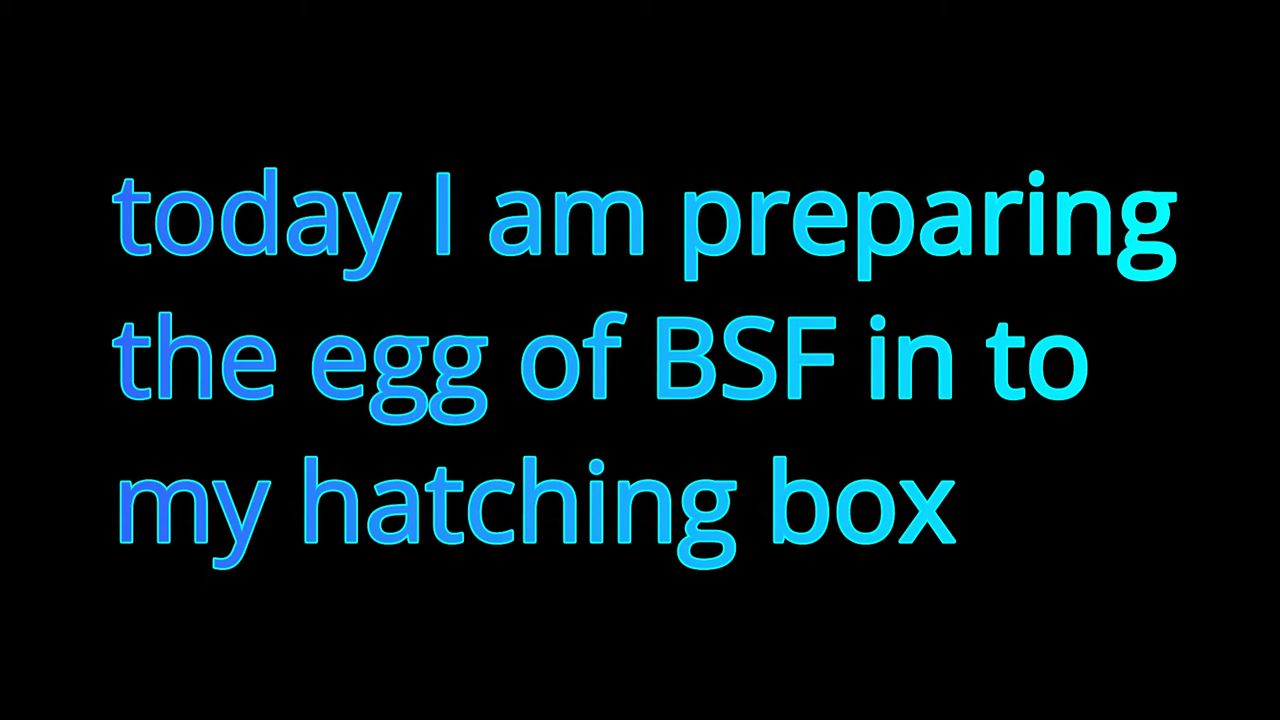 today I am preparing
the egg of BSF in to
my hatching box